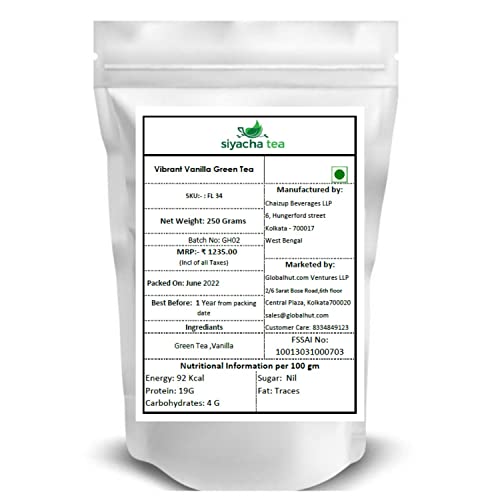 siyacha tea
Vibrant Vanilla Green Tea
SKU:- : FL 34
Net Weight: 250 Grams
Batch No: GH02
MRP:- ₹ 1235.00
(Incl of all Taxes)
Packed On: June 2022
Best Before: 1 Year from packing
date
Ingrediants
Green Tea ,Vanilla
Manufactured by:
Chaizup Beverages LLP
6, Hungerford street
Kolkata - 700017
West Bengal
Marketed by:
Globalhut.com Ventures LLP
2/6 Sarat Bose Road,6th floor
Central Plaza, Kolkata700020
sales@globalhut.com
Customer Care: 8334849123
FSSAI No:
10013031000703
Nutritional Information per 100 gm
Energy: 92 Kcal
Protein: 19G
Carbohydrates: 4 G
Sugar: Nil
Fat: Traces